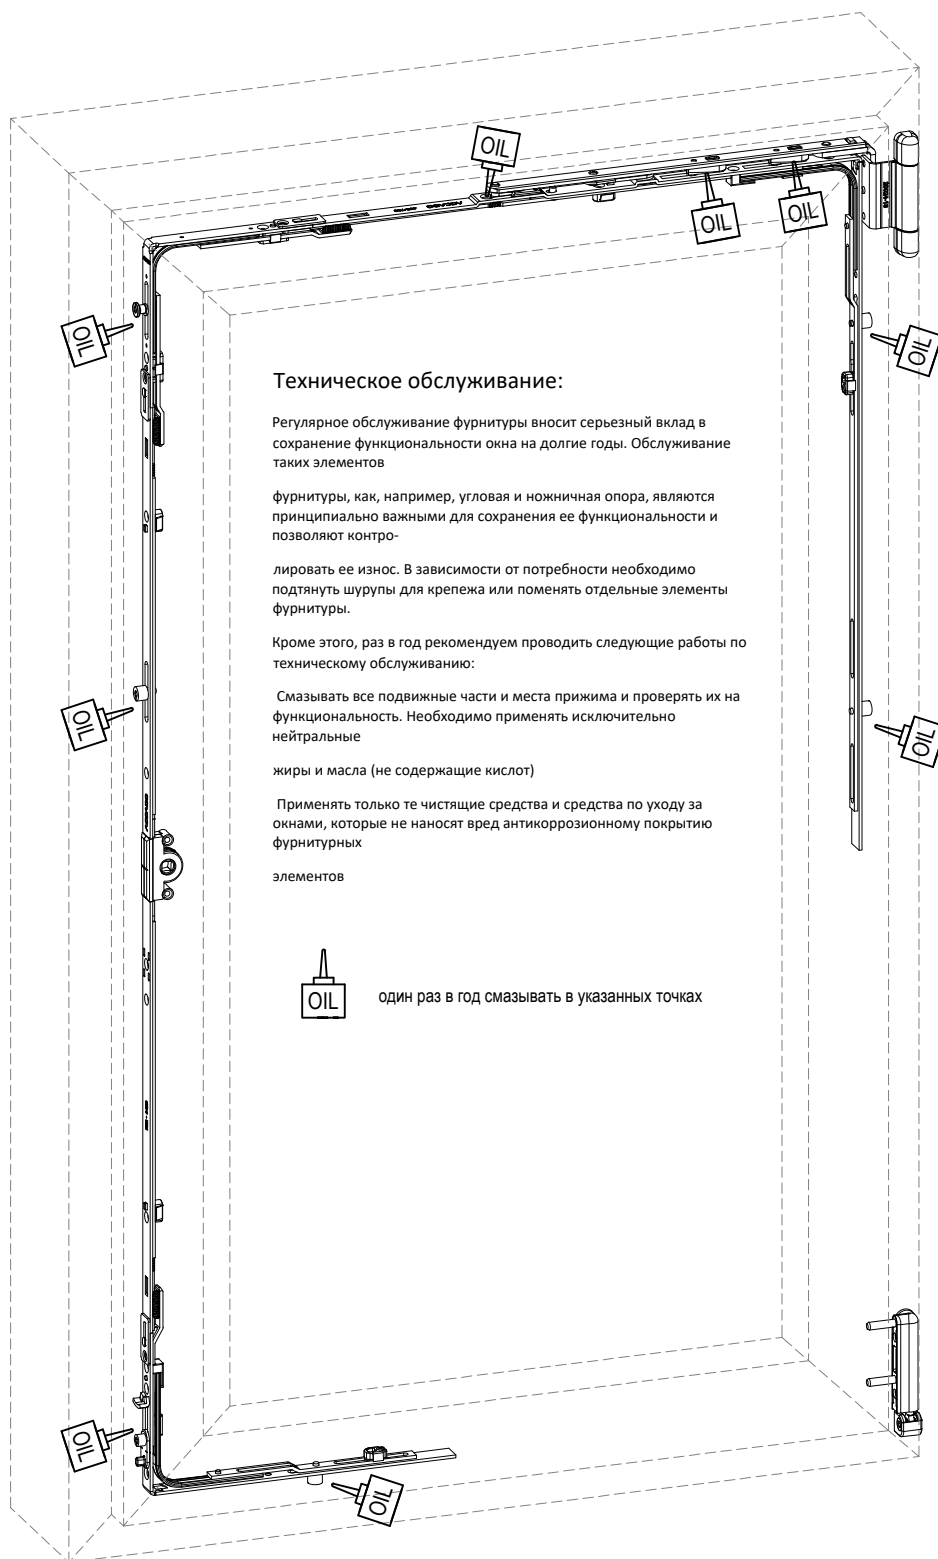 OIL
OIL
OIL
OIL
OIL
Техническое обслуживание:
Регулярное обслуживание фурнитуры вносит серьезный вклад в
сохранение функциональности окна на долгие годы. Обслуживание
таких элементов
фурнитуры, как, например, угловая и ножничная опора, являются
принципиально важными для сохранения ее функциональности и
позволяют контро-
лировать ее износ. В зависимости от потребности необходимо
подтянуть шурупы для крепежа или поменять отдельные элементы
фурнитуры.
Кроме этого, раз в год рекомендуем проводить следующие работы по
техническому обслуживанию:
Смазывать все подвижные части и места прижима и проверять их на
функциональность. Необходимо применять исключительно
нейтральные
OIL
OIL
жиры и масла (не содержащие кислот)
Применять только те чистящие средства и средства по уходу за
окнами, которые не наносят вред антикоррозионному покрытию
фурнитурных
элементов
OIL
один раз в год смазывать в указанных точках
OIL
OIL